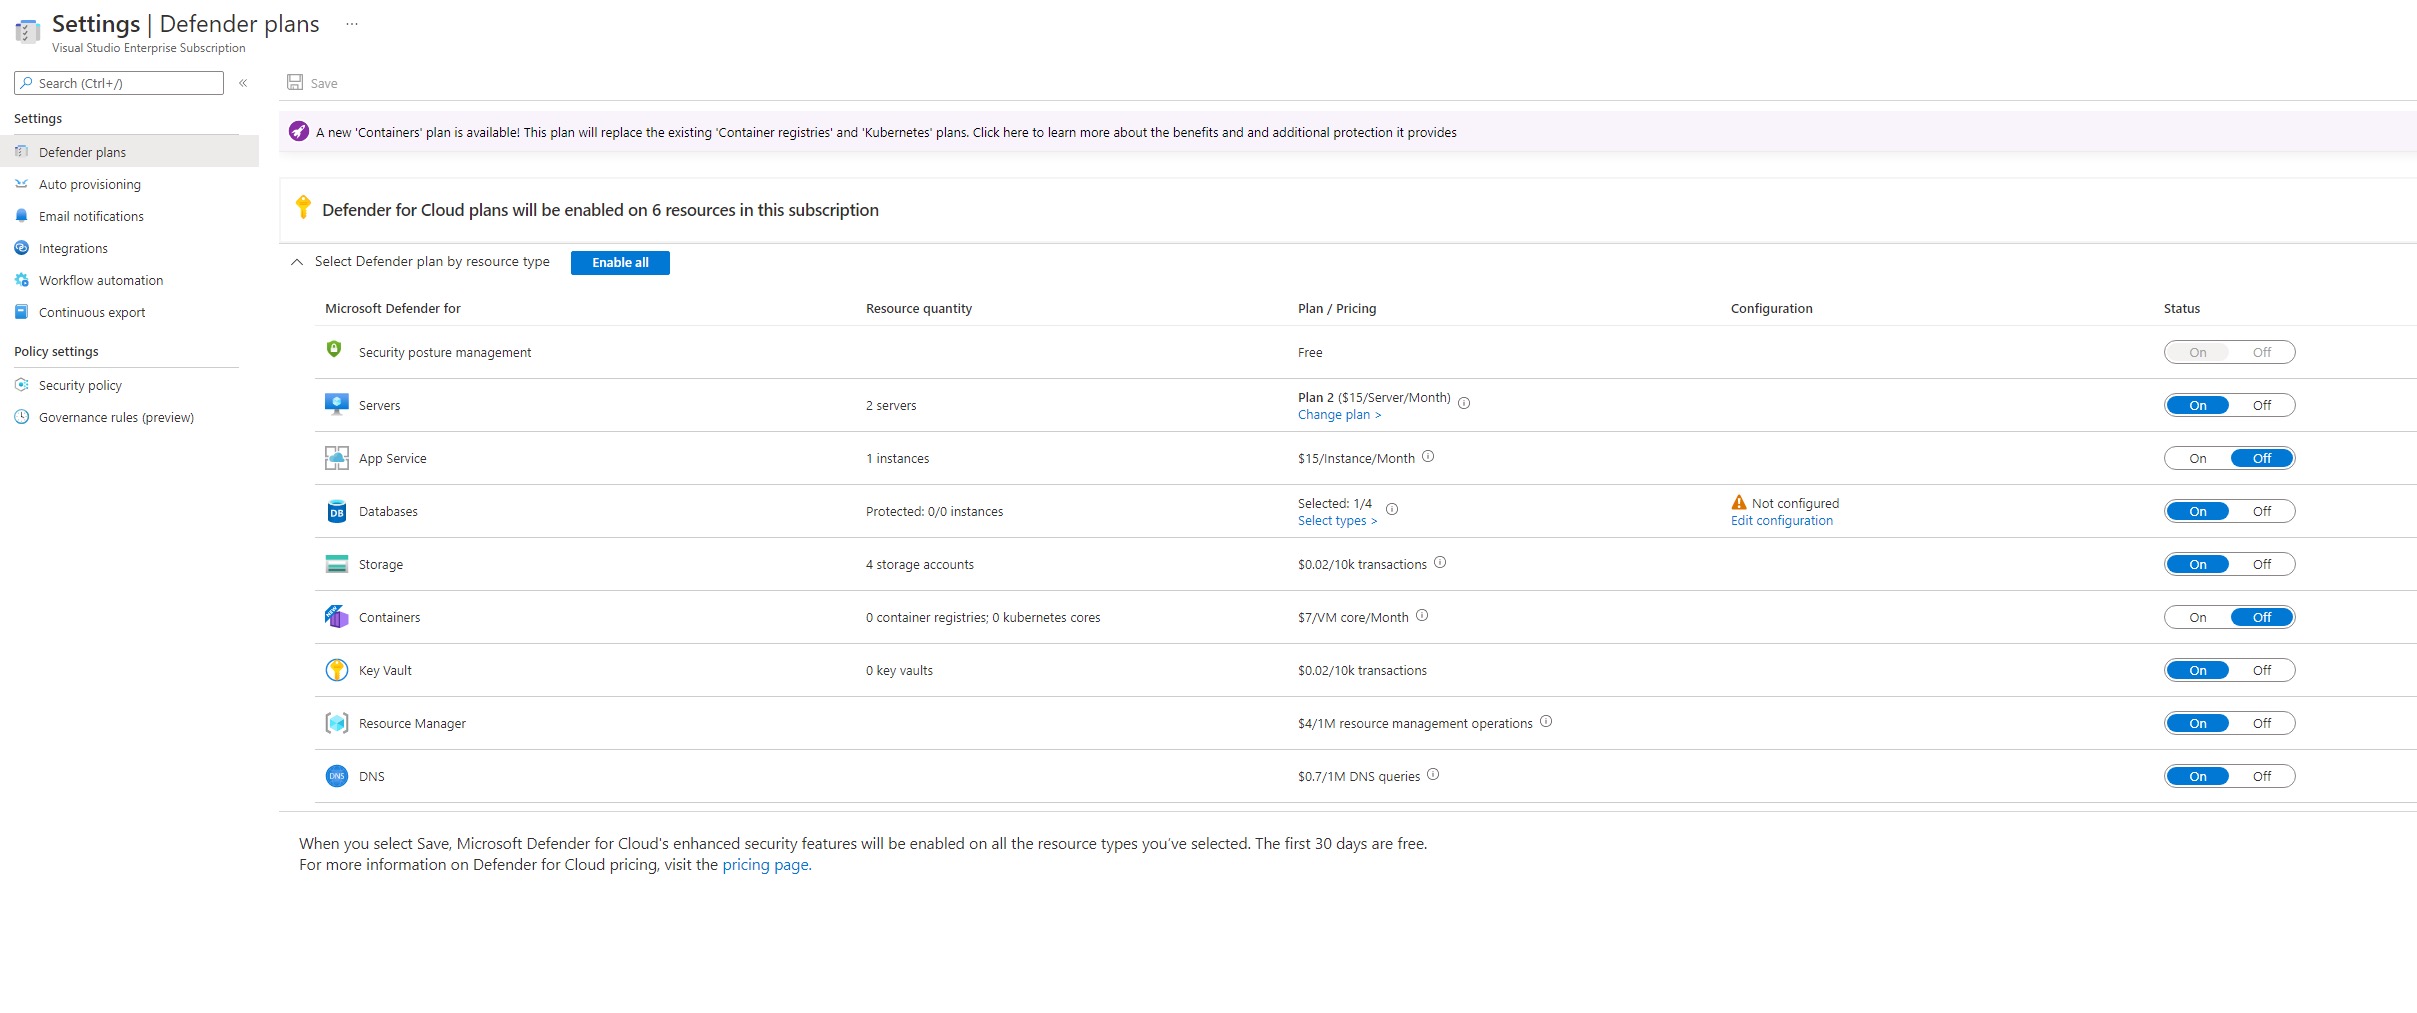 Settings | Defender plans ...
Visual Studio Enterprise Subscription
Search (Ctrl+/) «
Save
Settings
Defender plans
Auto provisioning
Email notifications
Integrations
Workflow automation
Continuous export
Policy settings
Security policy
Governance rules (preview)
A new 'Containers' plan is available! This plan will replace the existing 'Container registries' and 'Kubernetes' plans. Click here to learn more about the benefits and and additional protection it provides
Defender for Cloud plans will be enabled on 6 resources in this subscription
Select Defender plan by resource type Enable all
Microsoft Defender for Resource quantity Plan / Pricing Configuration Status
Security posture management Free On Off
Servers 2 servers Plan 2 ($15/Server/Month) On Off
Change plan >
App Service 1 instances $15/Instance/Month On Off
Databases Protected: 0/0 instances Selected: 1/4 Not configured On Off
DB
Select types > Edit configuration
Storage 4 storage accounts $0.02/10k transactions On Off
NEW
Containers 0 container registries; 0 kubernetes cores $7/VM core/Month On Off
Key Vault 0 key vaults $0.02/10k transactions On Off
Resource Manager $4/1M resource management operations On Off
DNS DNS $0.7/1M DNS queries On Off
When you select Save, Microsoft Defender for Cloud's enhanced security features will be enabled on all the resource types you've selected. The first 30 days are free.
For more information on Defender for Cloud pricing, visit the pricing page.